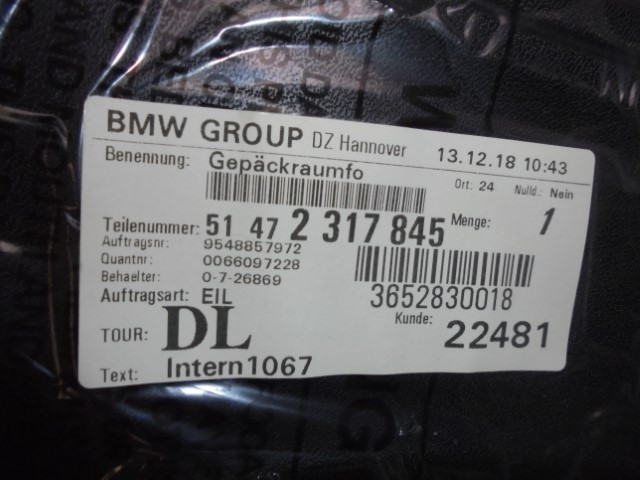 BMW GROUP DZ Hannover 13.12.18 10:43
Benennung: Gepäckraumfo
Ort: 24 Nulld.: Nein
Teilenummer: 51 47 2 317 845 Menge: 1
Auftragsnr: 9548857972
Quantnr: 0066097228
Behaelter: 0-7-26869
3652830018
Auftragsart: EIL
Kunde: 22481
TOUR: DL
Text: Intern1067